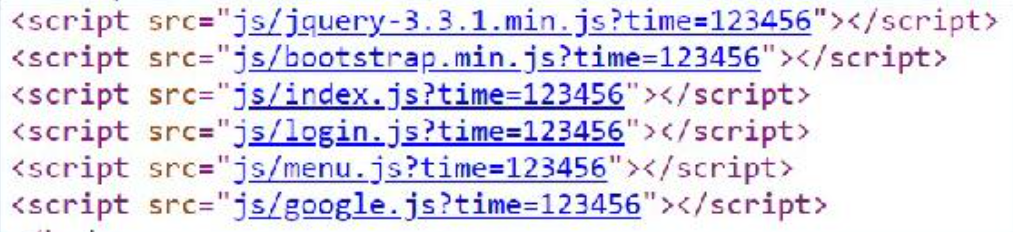 <script src="js/jquery-3.3.1.min.js?time=123456"></script>
<script src="js/bootstrap.min.js?time=123456"></script>
<script src="js/index.js?time=123456"></script>
<script src="js/login.js?time=123456"></script>
<script src="js/menu.js?time=123456"></script>
<script src="js/google.js?time=123456"></script>